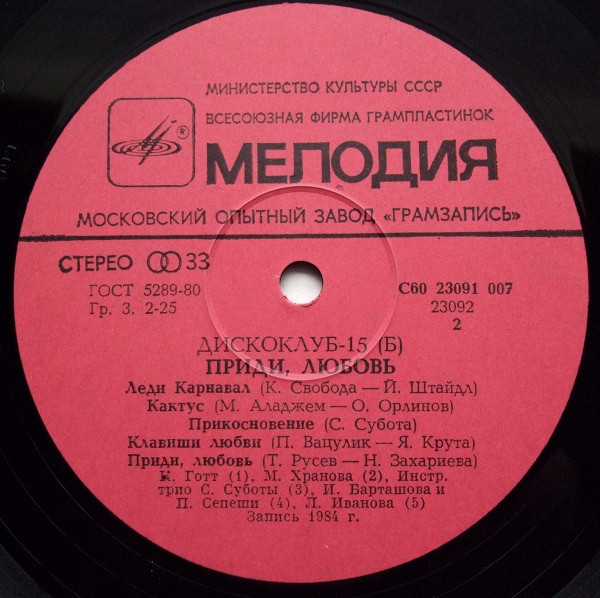 МИНИСТЕРСТВО КУЛЬТУРЫ СССР
ВСЕСОЮЗНАЯ ФИРМА ГРАМПЛАСТИНОК
®
МЕЛОДИЯ
МОСКОВСКИЙ ОПЫТНЫЙ ЗАВОД «ГРАМЗАПИСЬ»
СТЕРЕО 33
ГОСТ 5289-80
Гр. 3. 2-25
С60 23091 007
23092
2
ДИСКОКЛУБ-15 (Б)
ПРИДИ, ЛЮБОВЬ
Леди Карнавал (К. Свобода — Й. Штайдл)
Кактус (М. Аладжем — О. Орлинов)
Прикосновение (С. Субота)
Клавиши любви (П. Вацулик — Я. Крута)
Приди, любовь (Т. Русев — Н. Захариева)
К. Готт (1), М. Хранова (2), Инстр.
трио С. Суботы (3), И. Барташова и
П. Сепеши (4), Л. Иванова (5)
Запись 1984 г.